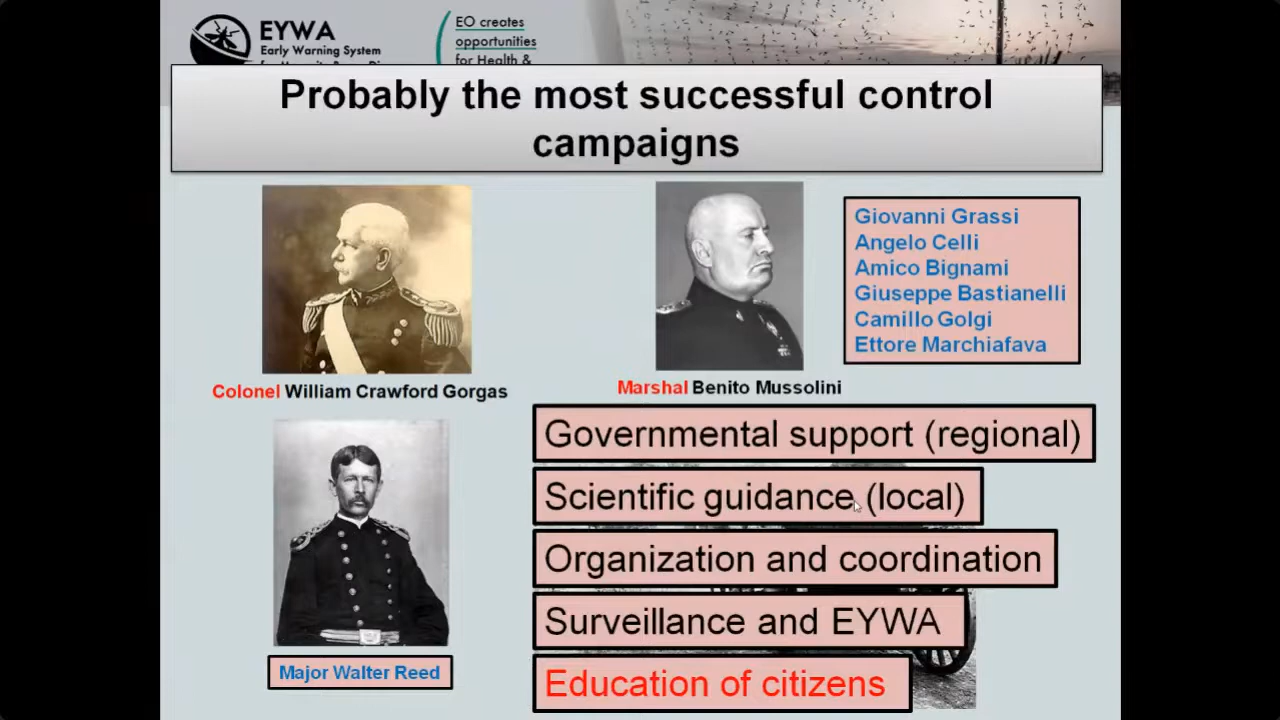 EYWA
Early Warning System
EO creates
opportunities
for Health &
Probably the most successful control
campaigns
Giovanni Grassi
Angelo Celli
Amico Bignami
Giuseppe Bastianelli
Camillo Golgi
Ettore Marchiafava
Colonel William Crawford Gorgas
Marshal Benito Mussolini
Governmental support (regional)
Scientific guidance (local)
Organization and coordination
Surveillance and EYWA
Education of citizens
Major Walter Reed